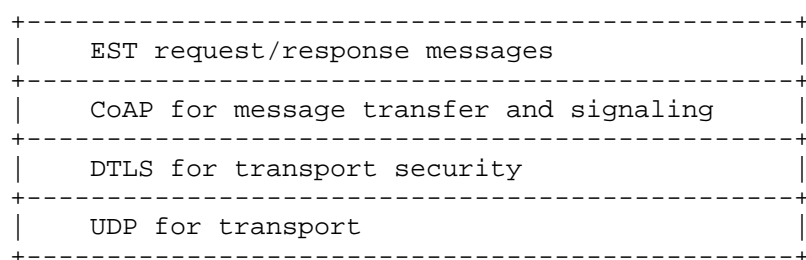 +------------------------------------------------+
|    EST request/response messages               |
+------------------------------------------------+
|    CoAP for message transfer and signaling     |
+------------------------------------------------+
|    DTLS for transport security                 |
+------------------------------------------------+
|    UDP for transport                           |
+------------------------------------------------+